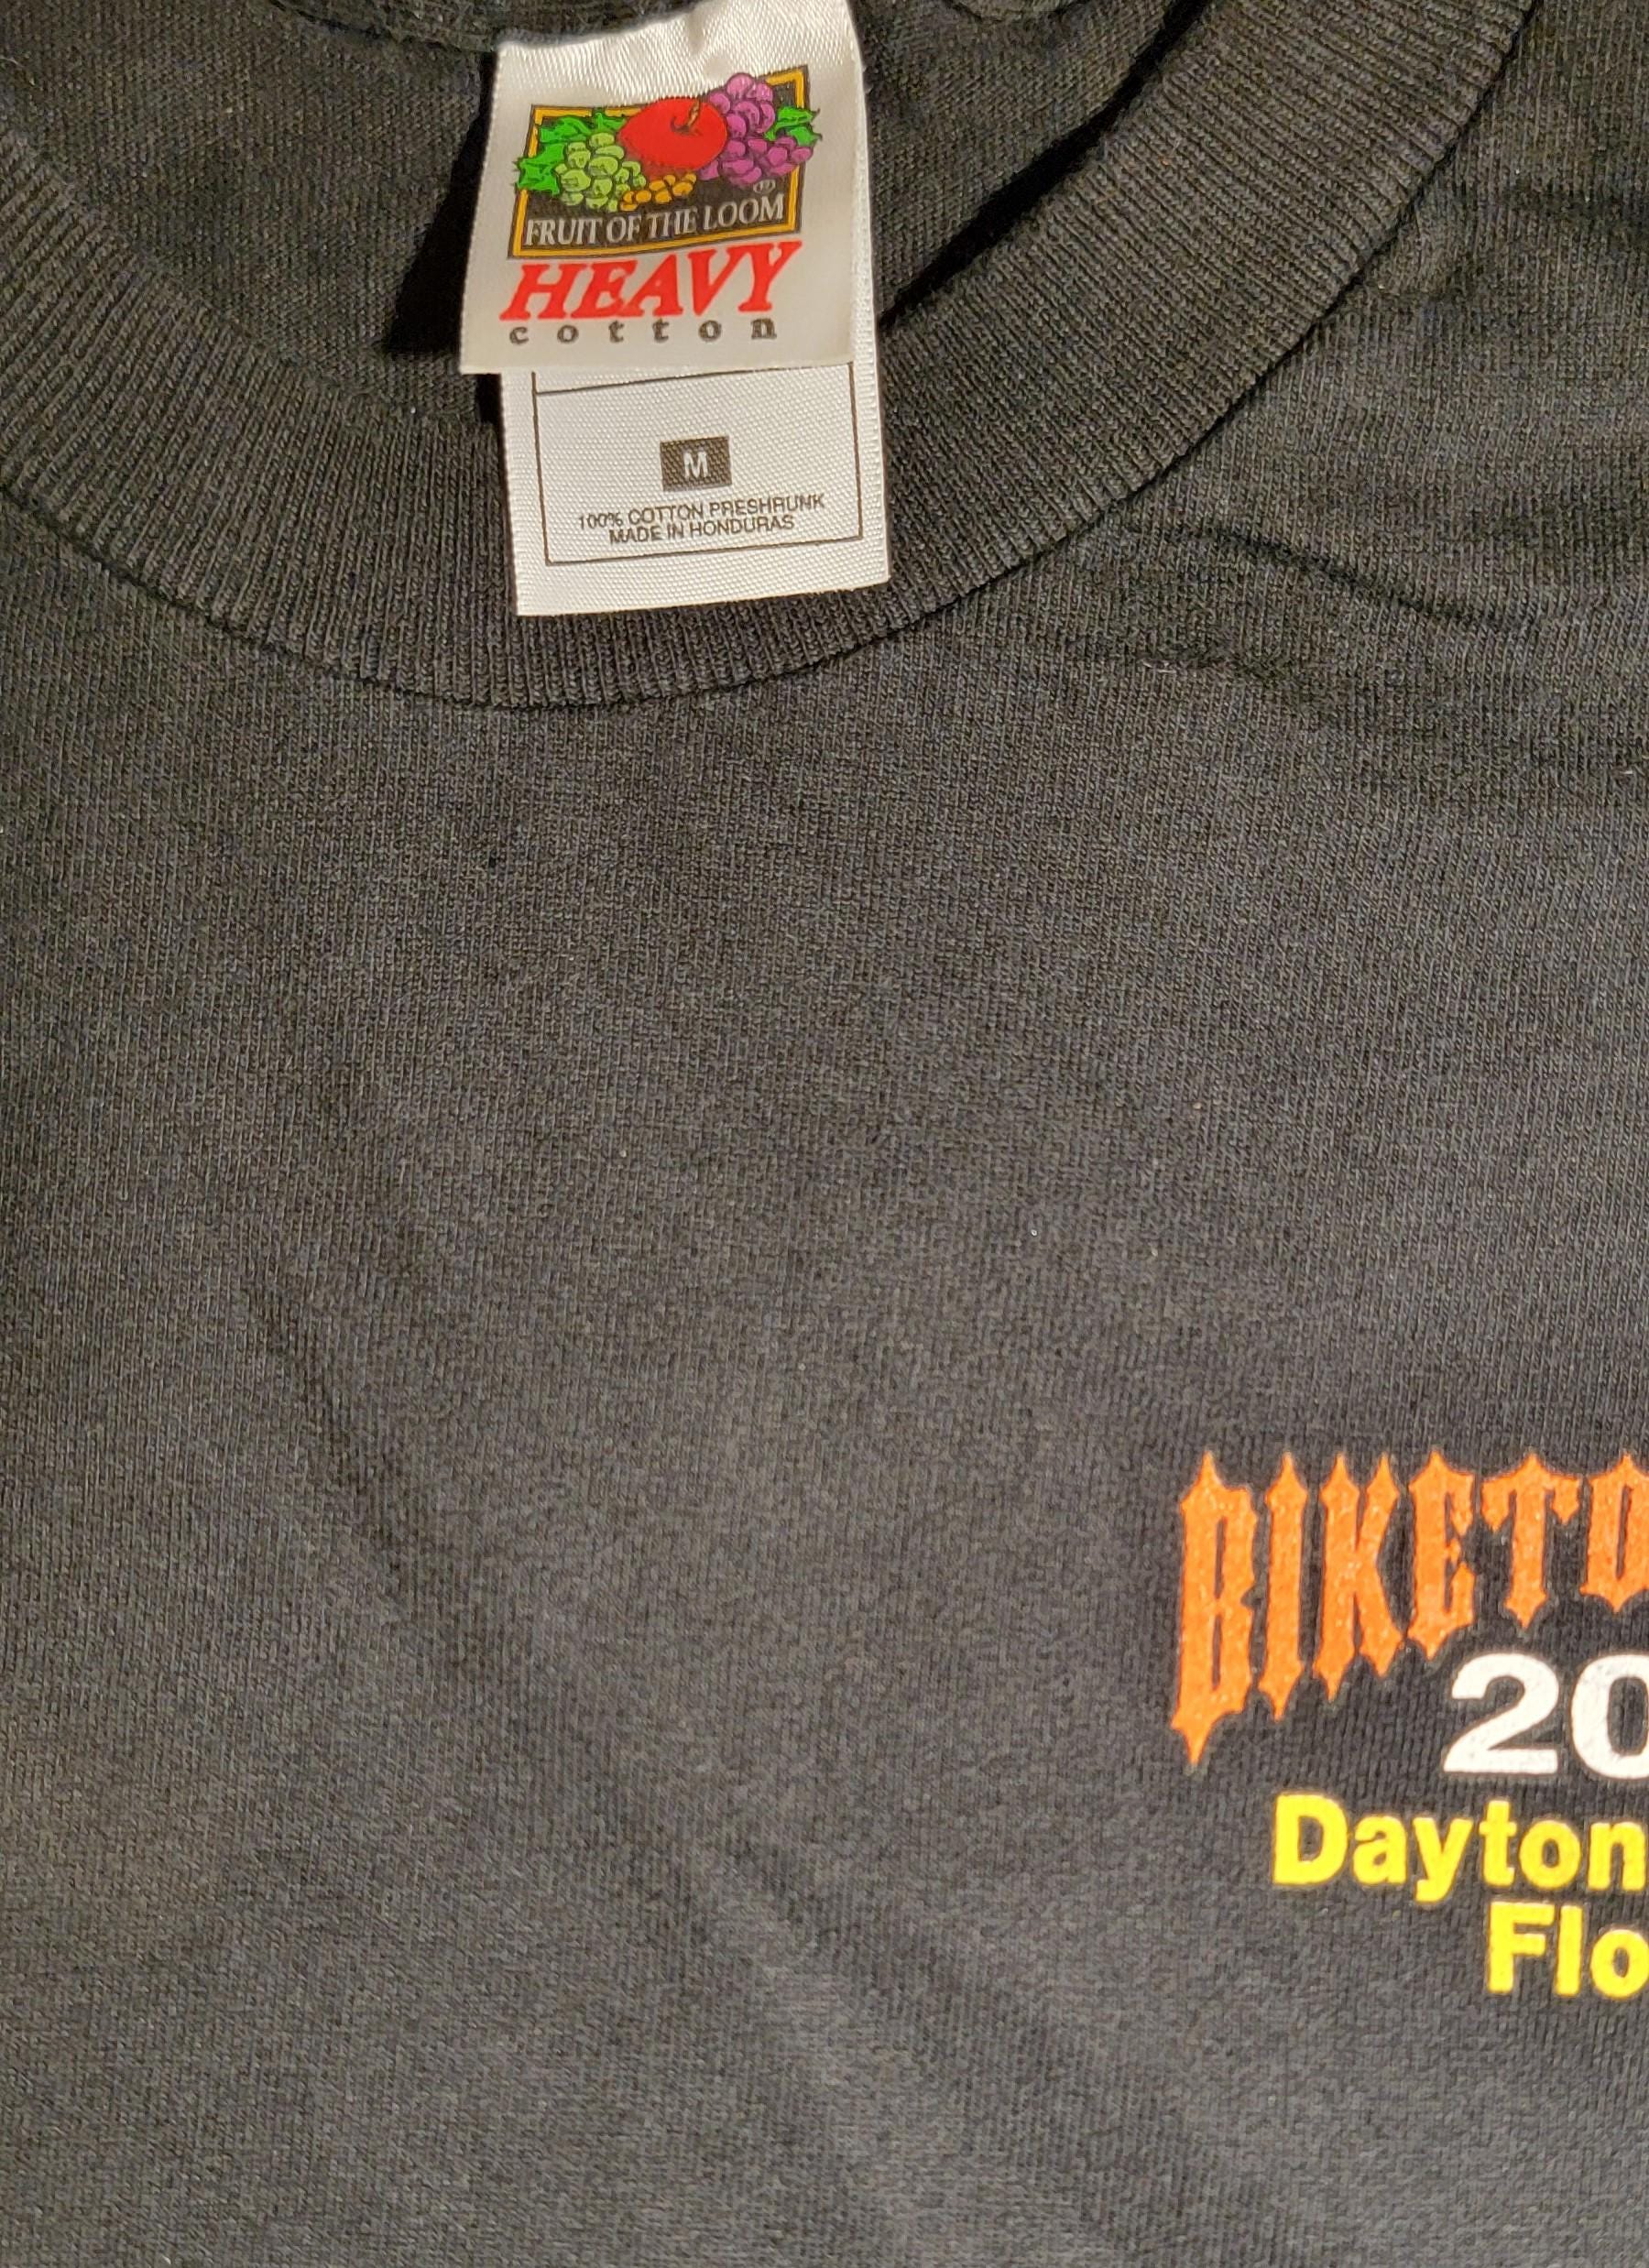 FRUIT OF THE LOOM
HEAVY
cotton
M
100% COTTON PRESHRUNK
MADE IN HONDURAS
BIKETO
20
Dayton
Flo